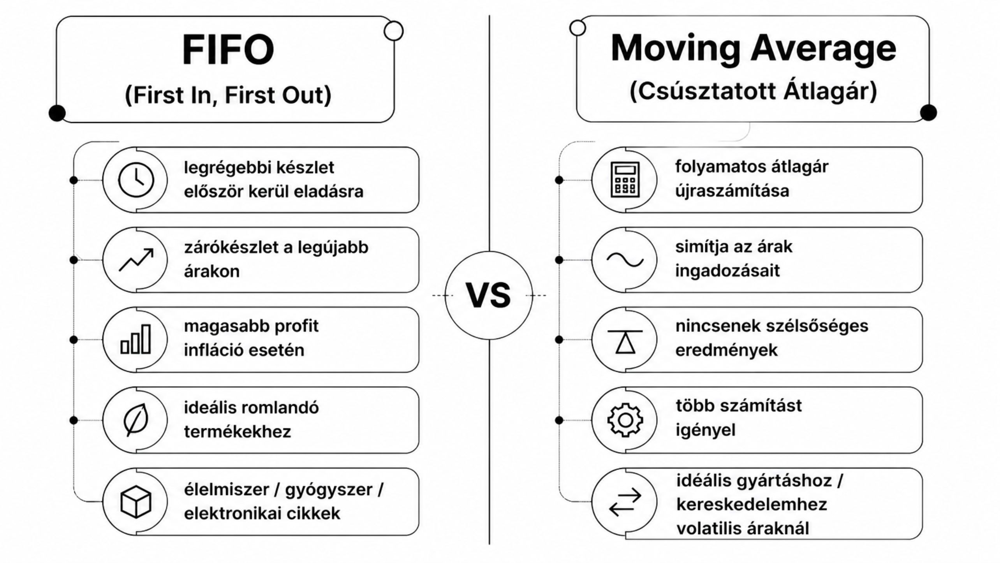 FIFO
(First In, First Out)
legrégebbi készlet
először kerül eladásra
zárókészlet a legújabb
árakon
magasabb profit
infláció esetén
ideális romlandó
termékekhez
élelmiszer / gyógyszer /
elektronikai cikkek
VS
Moving Average
(Csúsztatott Átlagár)
folyamatos átlagár
újraszámítása
simítja az árak
ingadozásait
nincsenek szélsőséges
eredmények
több számítást
igényel
idéális gyártáshoz /
kereskedelemhez
volatilis áraknál